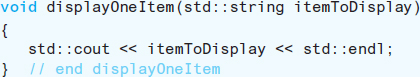 void displayOneItem(std::string itemToDisplay)
{
    std::cout << itemToDisplay << std::endl;
}  // end displayOneItem